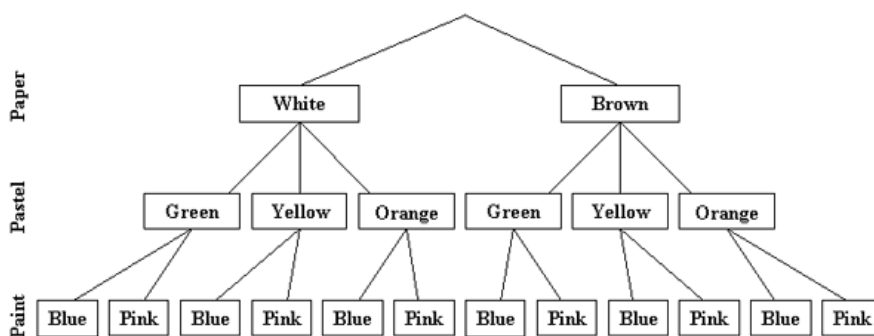 Paper
White Brown
Pastel
Green Yellow Orange Green Yellow Orange
Paint
Blue Pink Blue Pink Blue Pink Blue Pink Blue Pink Blue Pink